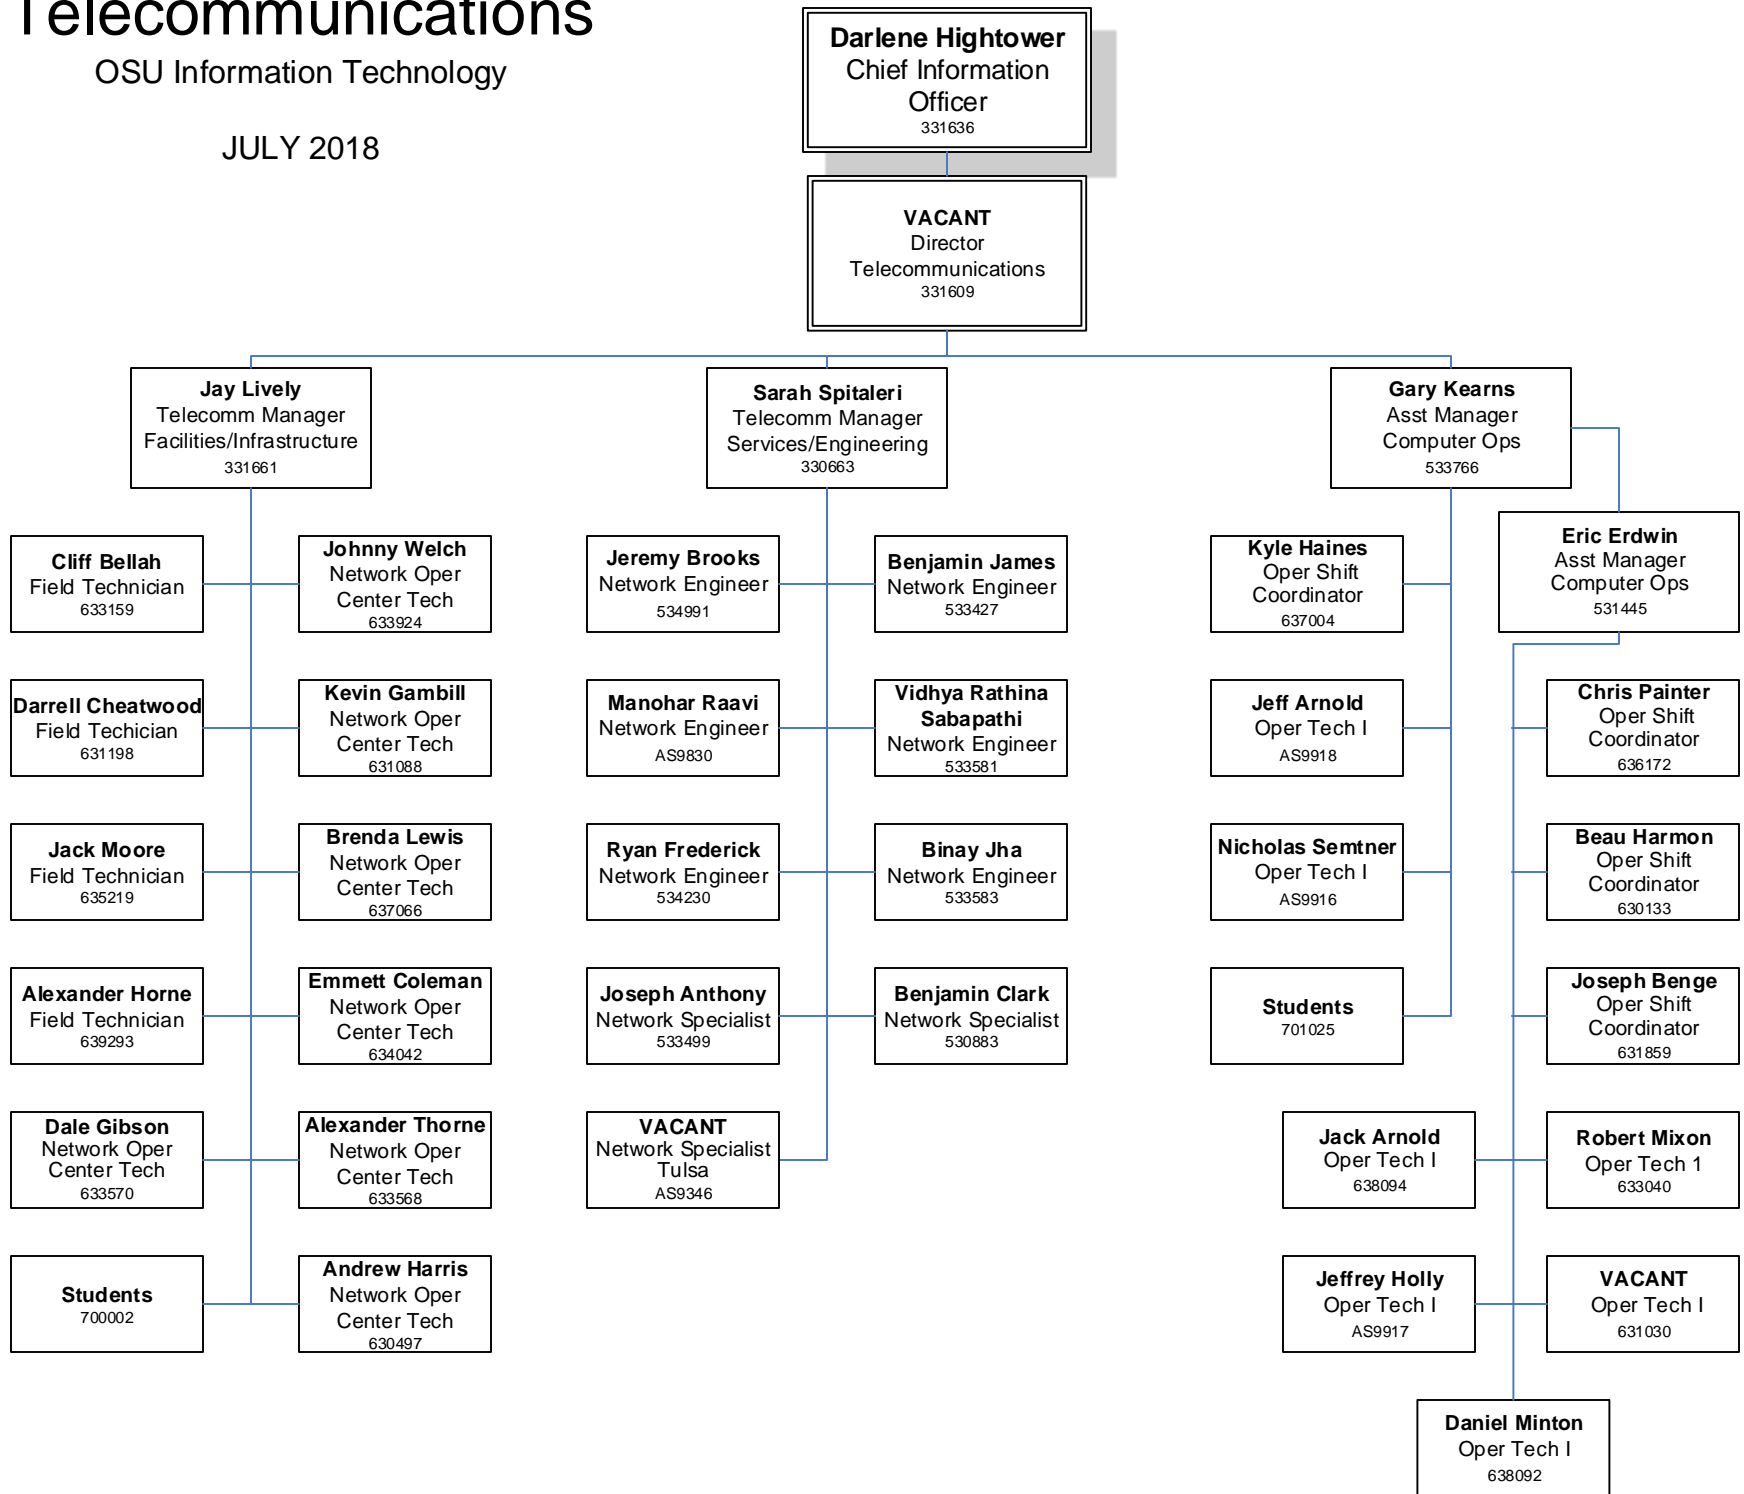 Telecommunications
OSU Information Technology
JULY 2018
Darlene Hightower
Chief Information
Officer
331636
VACANT
Director
Telecommunications
331609
Jay Lively
Telecomm Manager
Facilities/Infrastructure
331661
Sarah Spitaleri
Telecomm Manager
Services/Engineering
330663
Gary Kearns
Asst Manager
Computer Ops
533766
Eric Erdwin
Asst Manager
Computer Ops
531445
Cliff Bellah
Field Technician
633159
Johnny Welch
Network Oper
Center Tech
633924
Darrell Cheatwood
Field Techician
631198
Kevin Gambill
Network Oper
Center Tech
631088
Jack Moore
Field Technician
635219
Brenda Lewis
Network Oper
Center Tech
637066
Alexander Horne
Field Technician
639293
Emmett Coleman
Network Oper
Center Tech
634042
Dale Gibson
Network Oper
Center Tech
633570
Alexander Thorne
Network Oper
Center Tech
633568
Students
700002
Andrew Harris
Network Oper
Center Tech
630497
Jeremy Brooks
Network Engineer
534991
Benjamin James
Network Engineer
533427
Manohar Raavi
Network Engineer
AS9830
Vidhya Rathina
Sabapathi
Network Engineer
533581
Ryan Frederick
Network Engineer
534230
Binay Jha
Network Engineer
533583
Joseph Anthony
Network Specialist
533499
Benjamin Clark
Network Specialist
530883
VACANT
Network Specialist
Tulsa
AS9346
Kyle Haines
Oper Shift
Coordinator
637004
Jeff Arnold
Oper Tech I
AS9918
Nicholas Semtner
Oper Tech I
AS9916
Students
701025
Chris Painter
Oper Shift
Coordinator
636172
Beau Harmon
Oper Shift
Coordinator
630133
Joseph Benge
Oper Shift
Coordinator
631859
Jack Arnold
Oper Tech I
638094
Robert Mixon
Oper Tech 1
633040
Jeffrey Holly
Oper Tech I
AS9917
VACANT
Oper Tech I
631030
Daniel Minton
Oper Tech I
638092